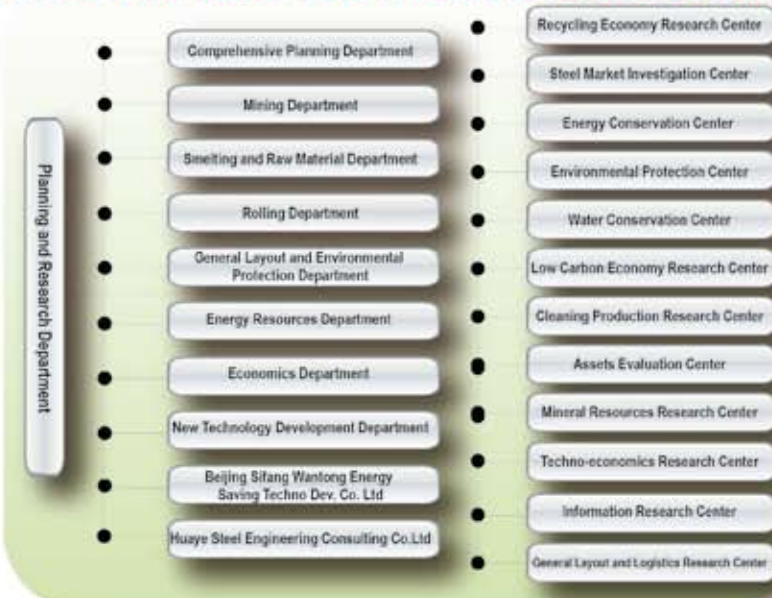 Planning and Research Department
Comprehensive Planning Department
Mining Department
Smelting and Raw Material Department
Rolling Department
General Layout and Environmental
Protection Department
Energy Resources Department
Economics Department
New Technology Development Department
Beijing Sifang Wantong Energy
Saving Techno Dev. Co. Ltd
Huaye Steel Engineering Consulting Co.Ltd
Recycling Economy Research Center
Steel Market Investigation Center
Energy Conservation Center
Environmental Protection Center
Water Conservation Center
Low Carbon Economy Research Center
Cleaning Production Research Center
Assets Evaluation Center
Mineral Resources Research Center
Techno-economics Research Center
Information Research Center
General Layout and Logistics Research Center